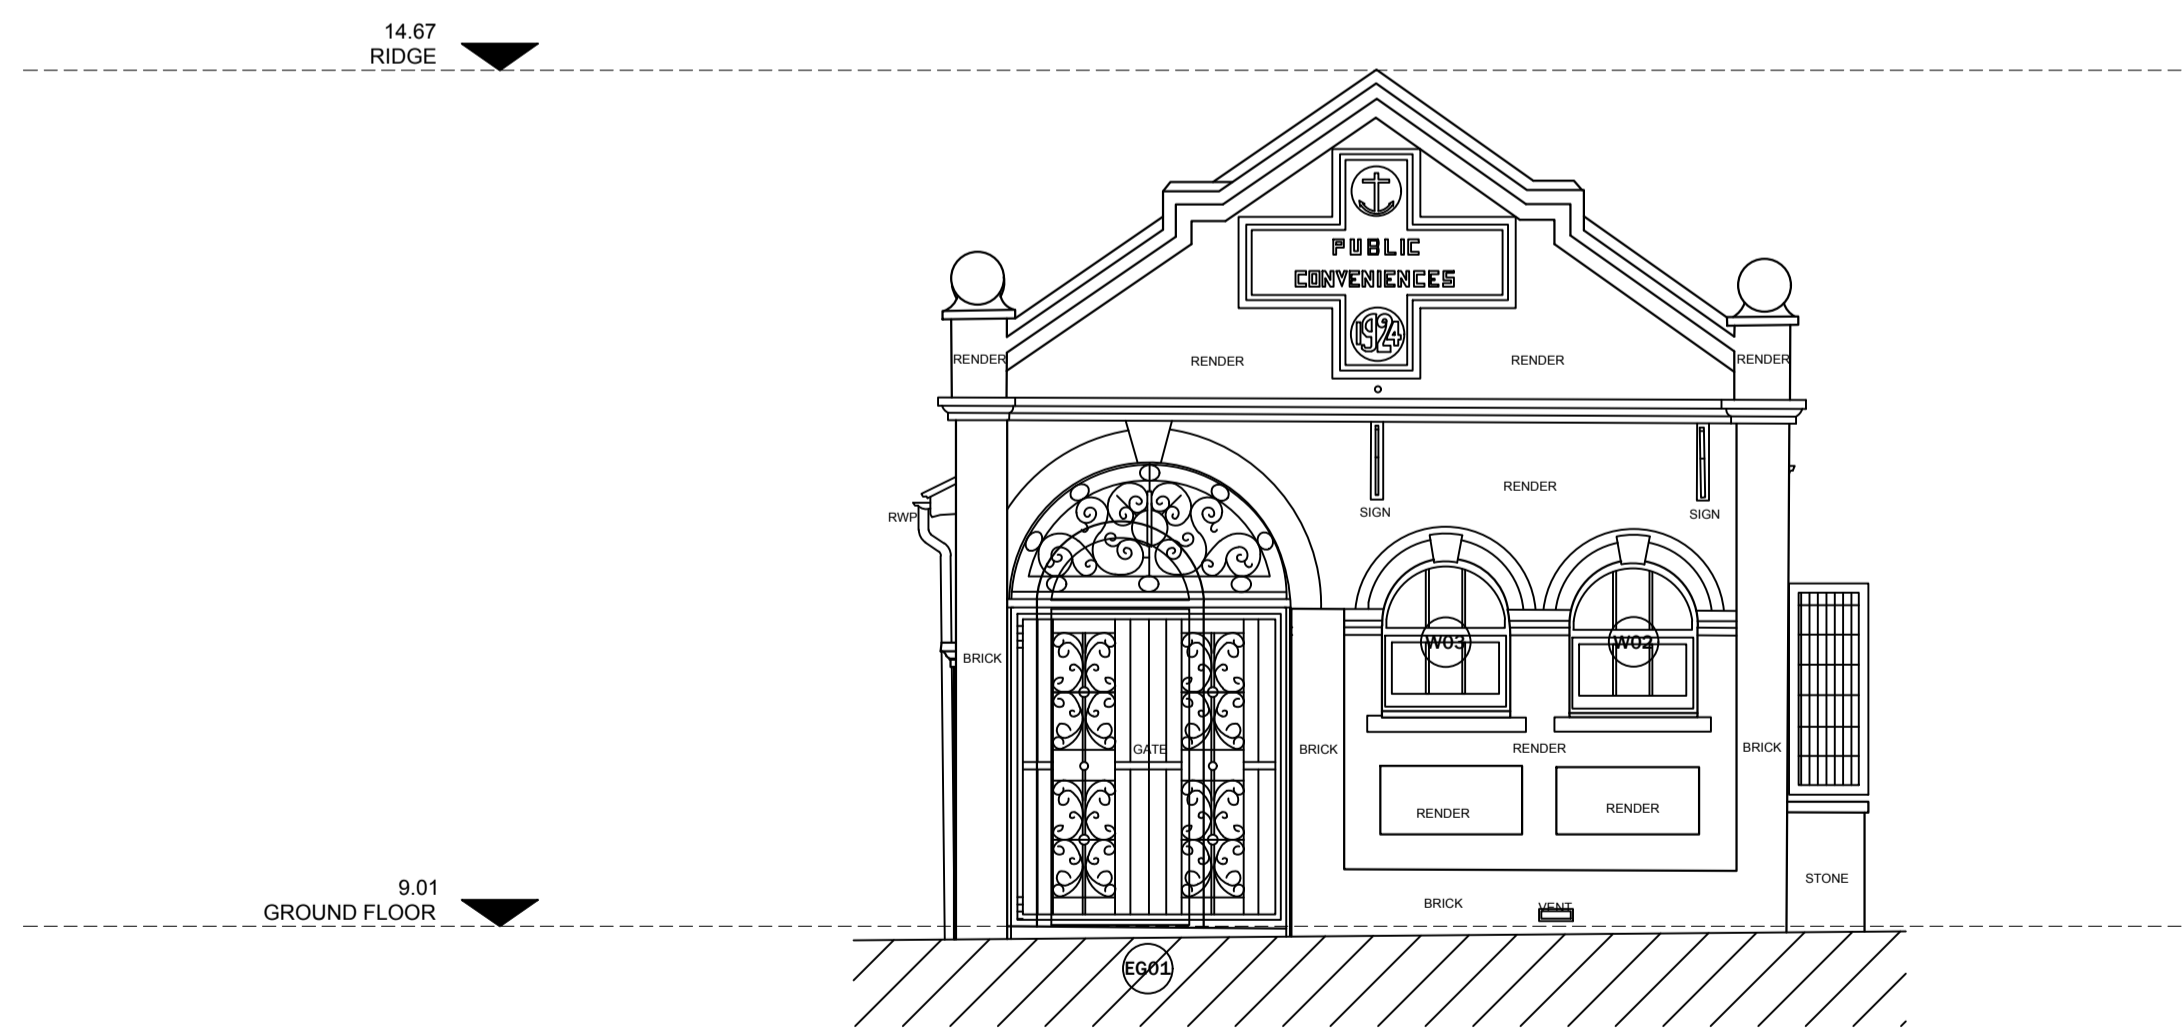 14.67
RIDGE
PUBLIC
CONVENIENCES
1924
RENDER
RENDER
RENDER
RENDER
RENDER
SIGN
SIGN
RWP
W03
W02
BRICK
GATE
BRICK
RENDER
BRICK
RENDER
RENDER
STONE
9.01
GROUND FLOOR
BRICK
VENT
EG01